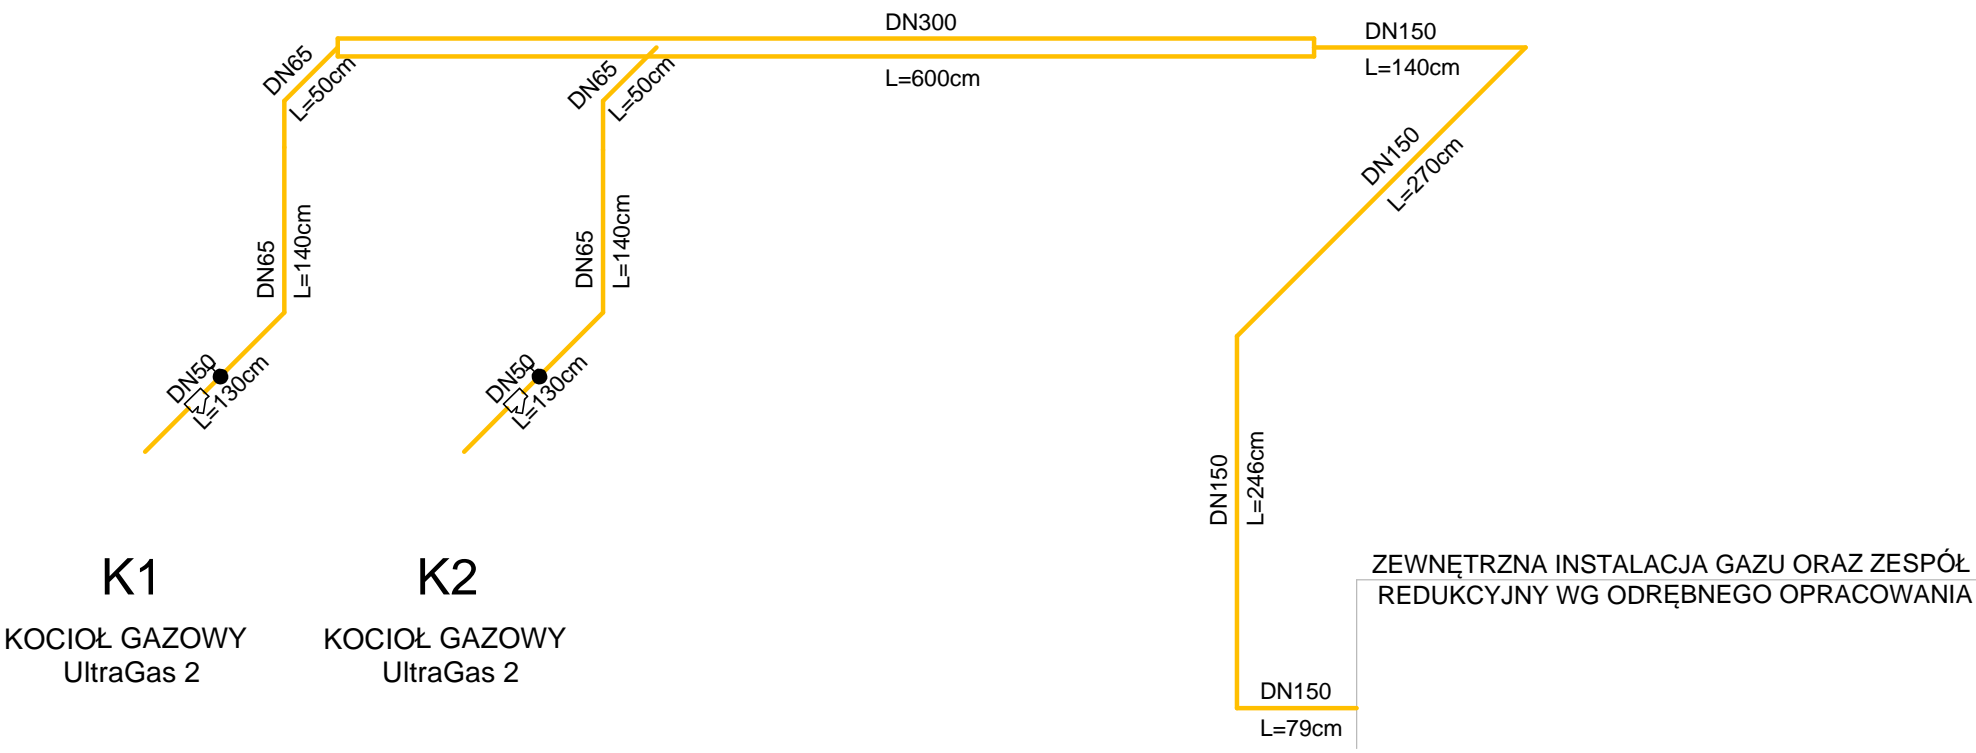 DN300
L=600cm
DN150
L=140cm
DN65
L=50cm
DN65
L=50cm
DN150
L=270cm
DN65
L=140cm
DN65
L=140cm
DN50
L=130cm
DN50
L=130cm
DN150
L=246cm
K1
KOCIOŁ GAZOWY
UltraGas 2
K2
KOCIOŁ GAZOWY
UltraGas 2
ZEWNĘTRZNA INSTALACJA GAZU ORAZ ZESPÓŁ
REDUKCYJNY WG ODRĘBNEGO OPRACOWANIA
DN150
L=79cm